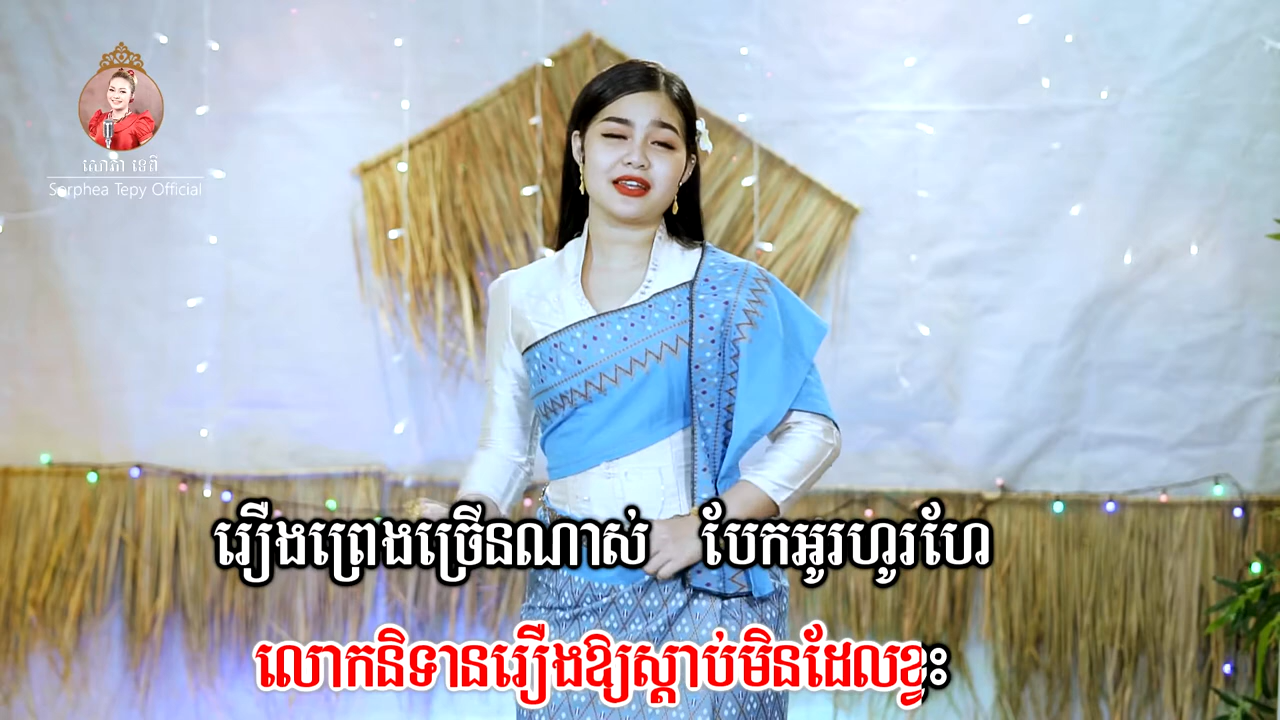 សោភា ទេពី
Sorphea Tepy Official
រឿងព្រេងច្រើនណាស់ បែកអូរហូរហែ
លោកនិទានរឿងឱ្យស្តាប់មិនដែលខ្វះ